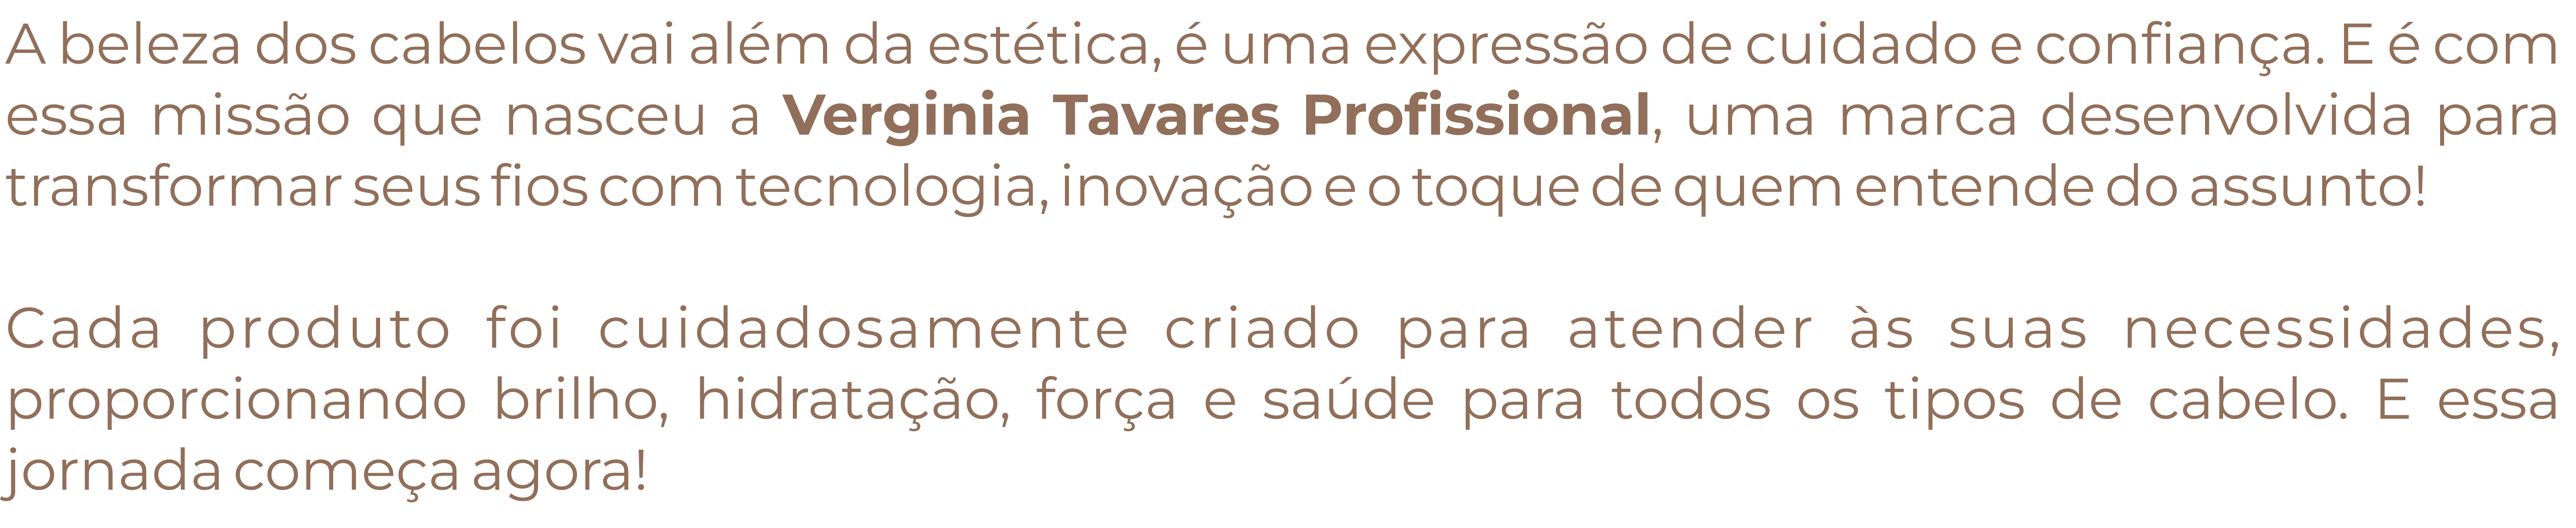 A beleza dos cabelos vai além da estética, é uma expressão de cuidado e confiança. E é com
essa missão que nasceu a Verginia Tavares Profissional, uma marca desenvolvida para
transformar seus fios com tecnologia, inovação e o toque de quem entende do assunto!
Cada produto foi cuidadosamente criado para atender às suas necessidades,
proporcionando brilho, hidratação, força e saúde para todos os tipos de cabelo. E essa
jornada começa agora!